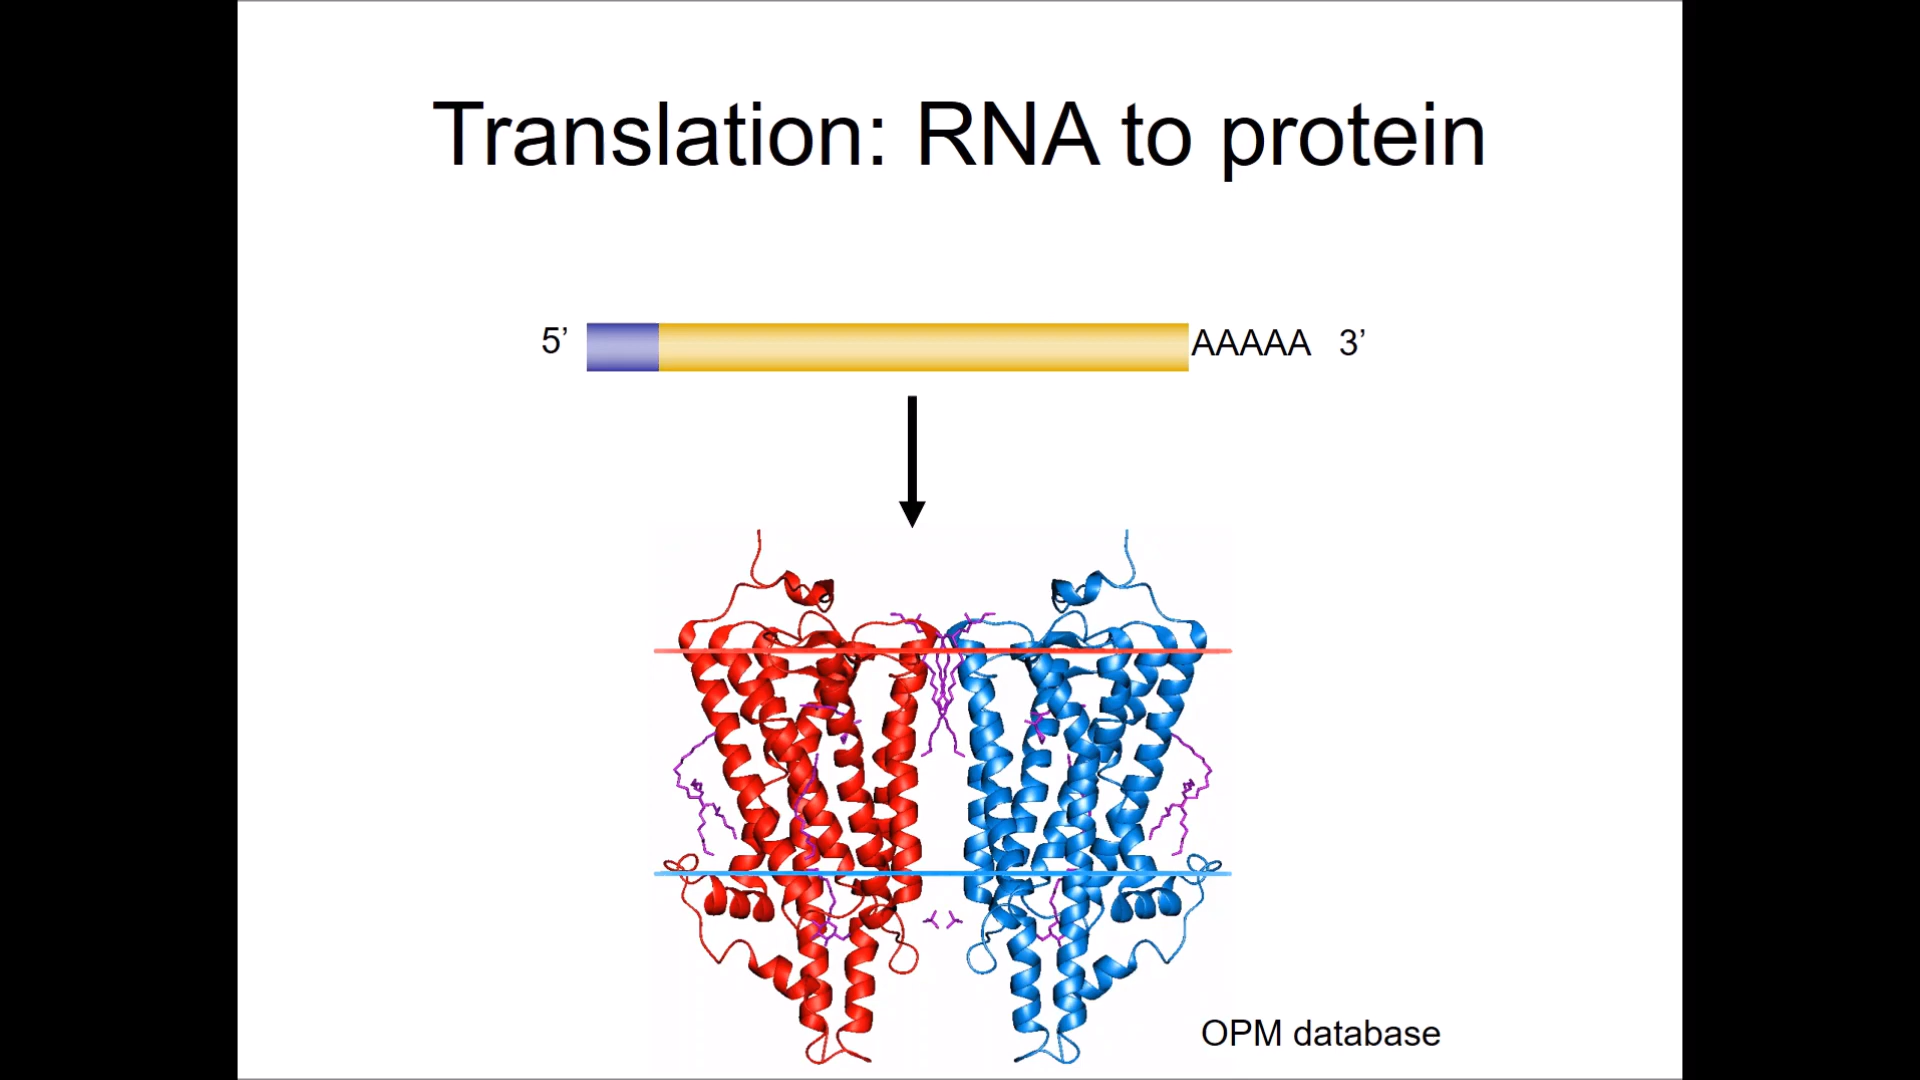 Translation: RNA to protein
5’ AAAAA 3’
OPM database